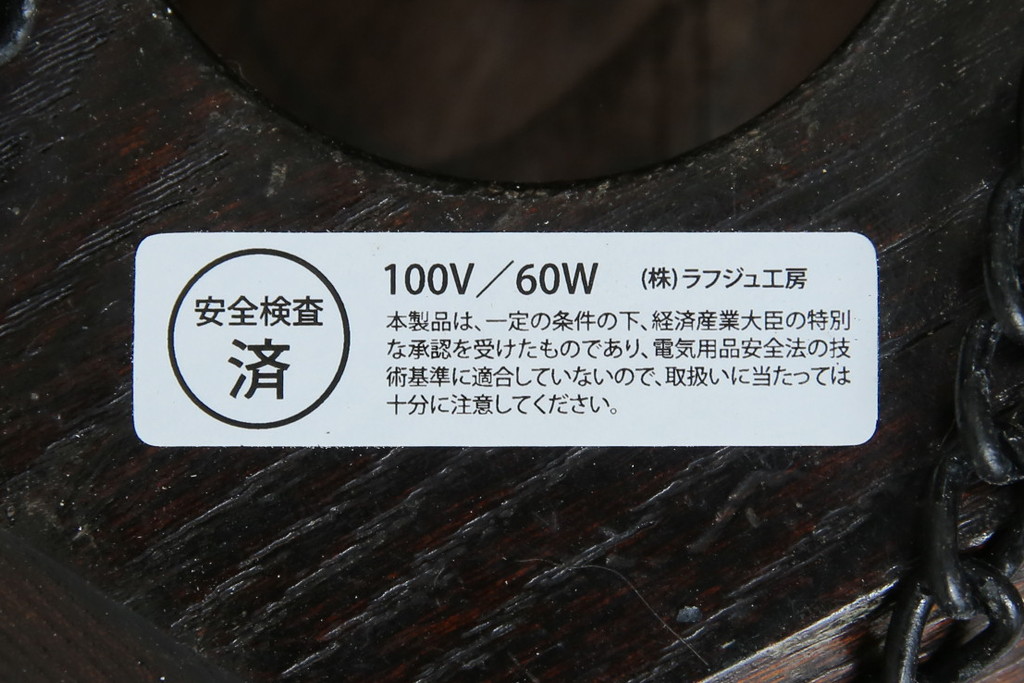 安全検査
済
100V／60W (株)ラフジュ工房
本製品は、一定の条件の下、経済産業大臣の特別
な承認を受けたものであり、電気用品安全法の技
術基準に適合していないので、取扱いに当たっては
十分に注意してください。